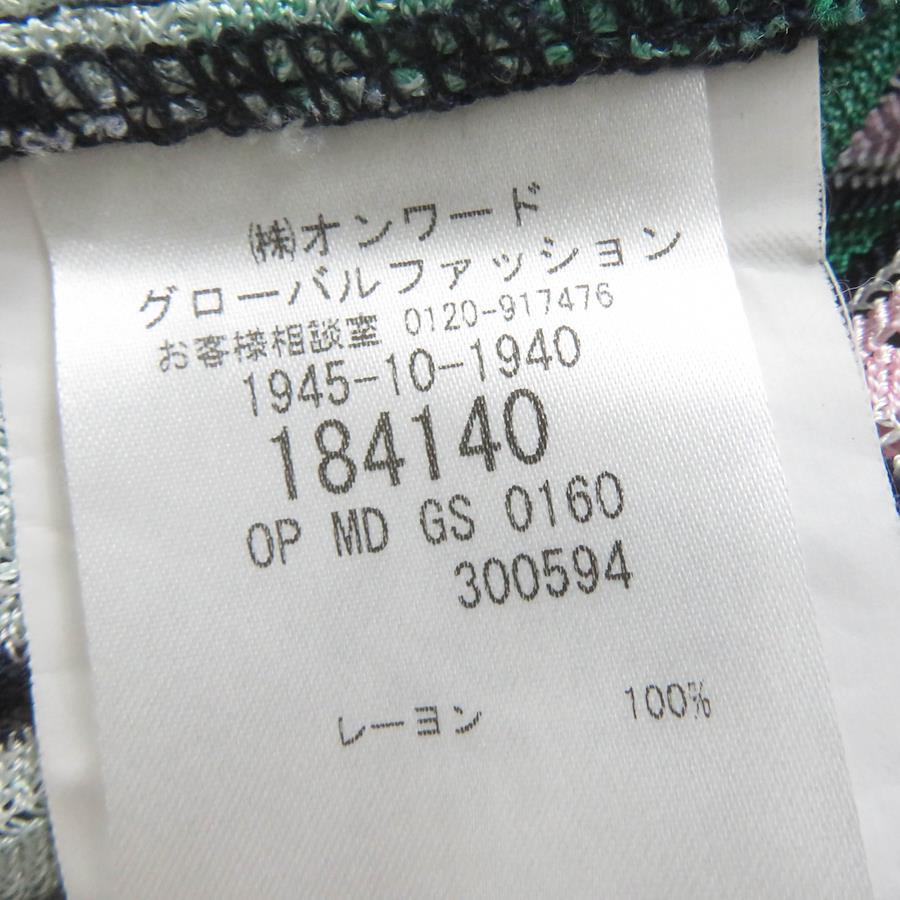 ㈱オンワード
グローバルファッション
お客様相談室 0120-917476
1945-10-1940
184140
OP MD GS 0160
300594
レーヨン 100%